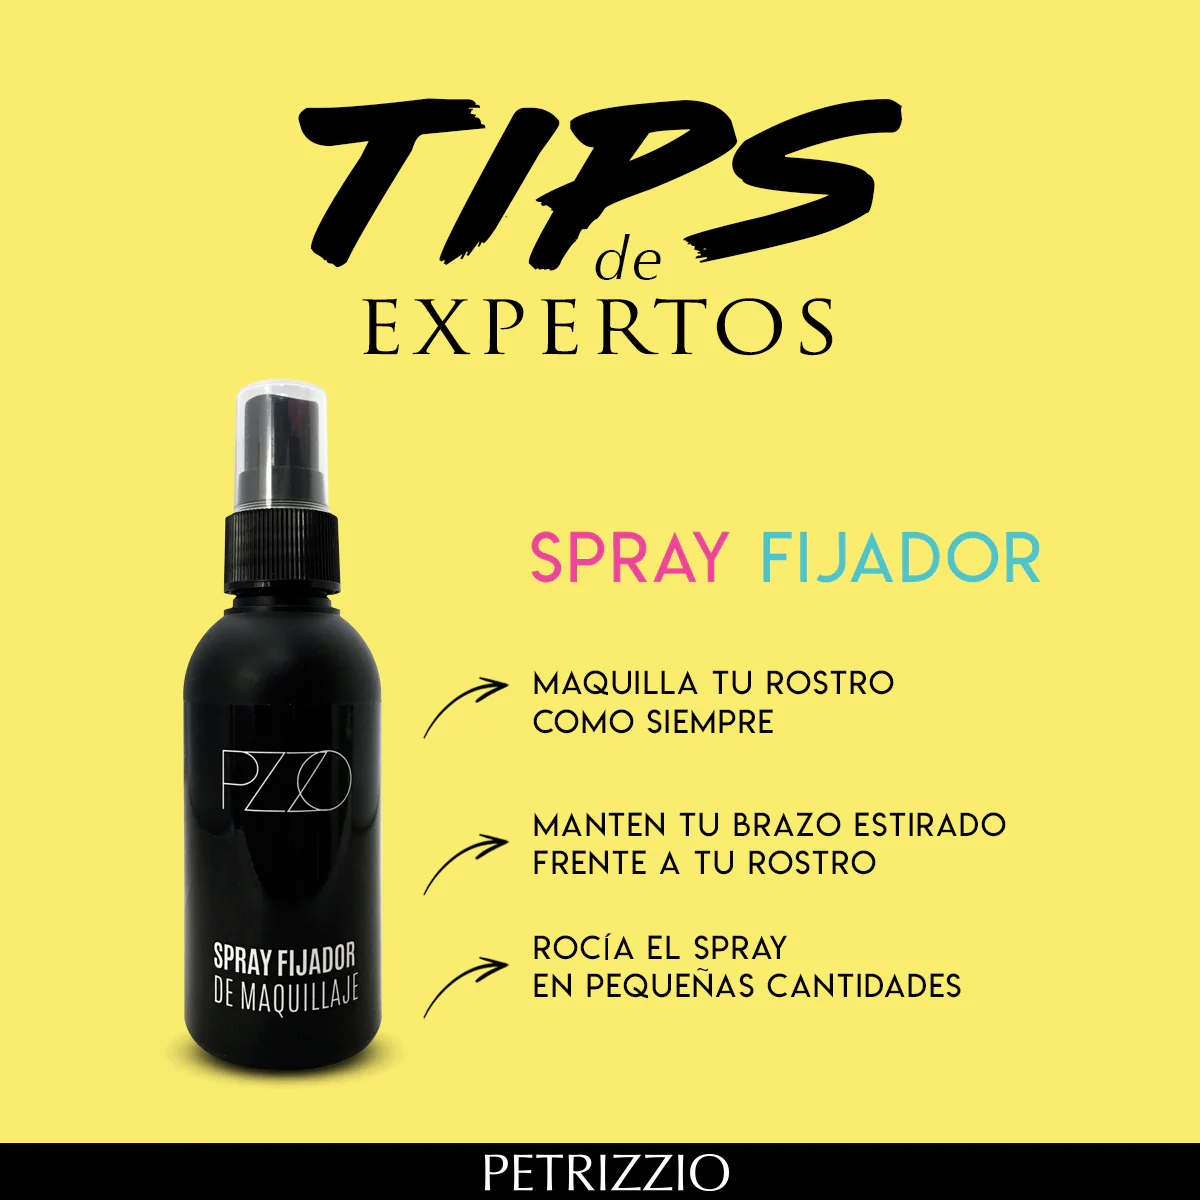 TIPS
de
EXPERTOS
SPRAY FIJADOR
MAQUILLA TU ROSTRO
COMO SIEMPRE
MANTEN TU BRAZO ESTIRADO
FRENTE A TU ROSTRO
ROCÍA EL SPRAY
EN PEQUEÑAS CANTIDADES
PZZO
SPRAY FIJADOR
DE MAQUILLAJE
PETRIZZIO